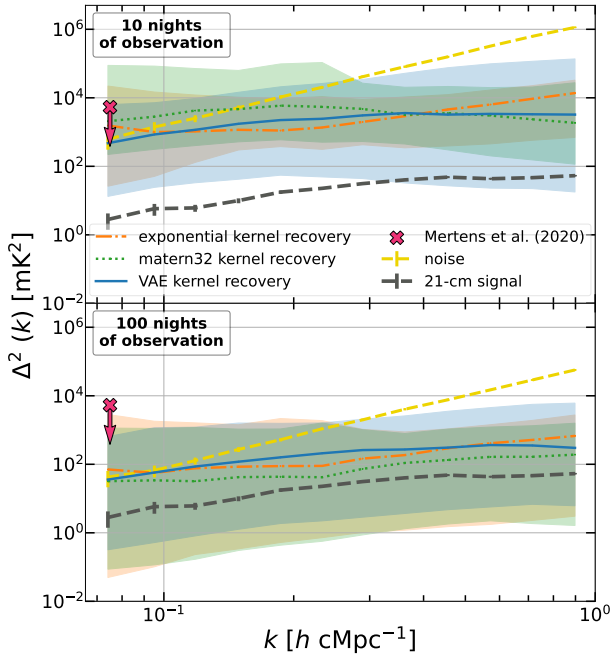 10 nights
of observation
10⁶
10⁴
10²
10⁰
10⁻²
exponential kernel recovery
matern32 kernel recovery
VAE kernel recovery
Mertens et al. (2020)
noise
21-cm signal
Δ² (k) [mK²]
100 nights
of observation
10⁶
10⁴
10²
10⁰
10⁻²
10⁻¹
10⁰
k [h cMpc⁻¹]